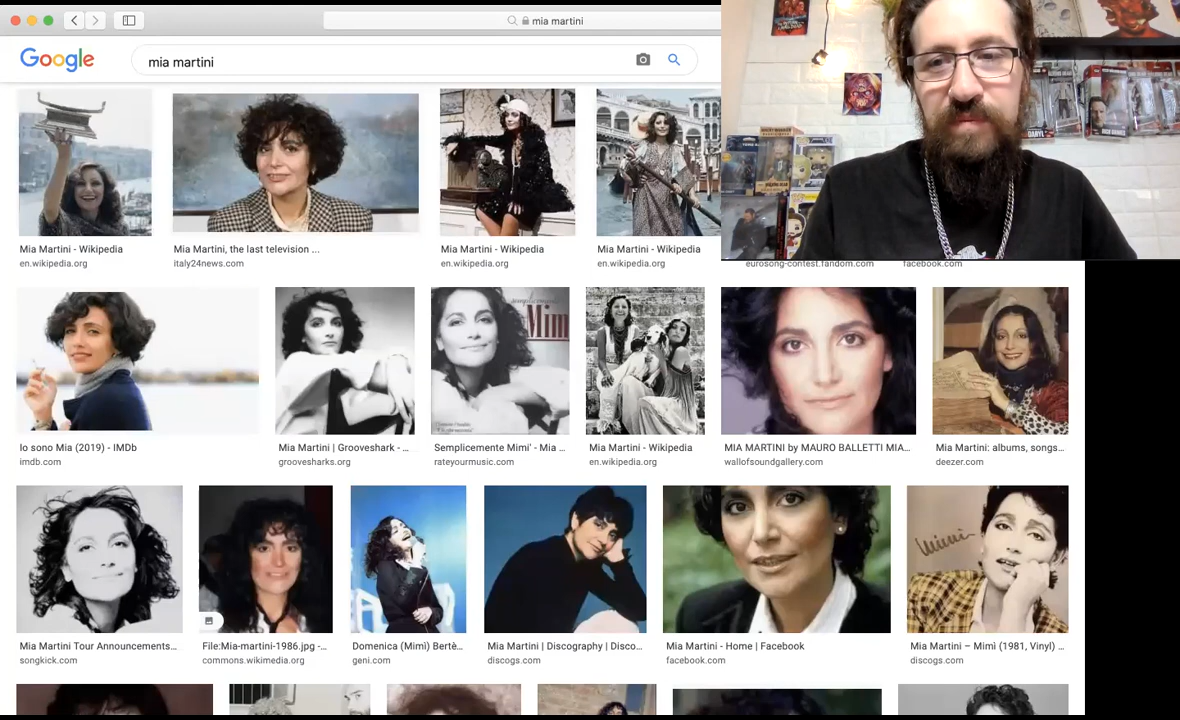 mia martini
Google
mia martini
Mia Martini - Wikipedia
en.wikipedia.org
Mia Martini, the last television ...
italy24news.com
Mia Martini - Wikipedia
en.wikipedia.org
Mia Martini - Wikipedia
en.wikipedia.org
eurosong-contest.fandom.com
facebook.com
Io sono Mia (2019) - IMDb
imdb.com
Mia Martini | Grooveshark - ...
groovesharks.org
Mim
Semplicemente Mimi' - Mia ...
rateyourmusic.com
Mia Martini - Wikipedia
en.wikipedia.org
MIA MARTINI by MAURO BALLETTI MIA...
wallofsoundgallery.com
Mia Martini: albums, songs...
deezer.com
Mia Martini Tour Announcements...
songkick.com
File:Mia-martini-1986.jpg -...
commons.wikimedia.org
Domenica (Mimì) Bertè...
geni.com
Mia Martini | Discography | Disco...
discogs.com
Mia Martini - Home | Facebook
facebook.com
Mimì
Mia Martini – Mimì (1981, Vinyl) ...
discogs.com
DARYL